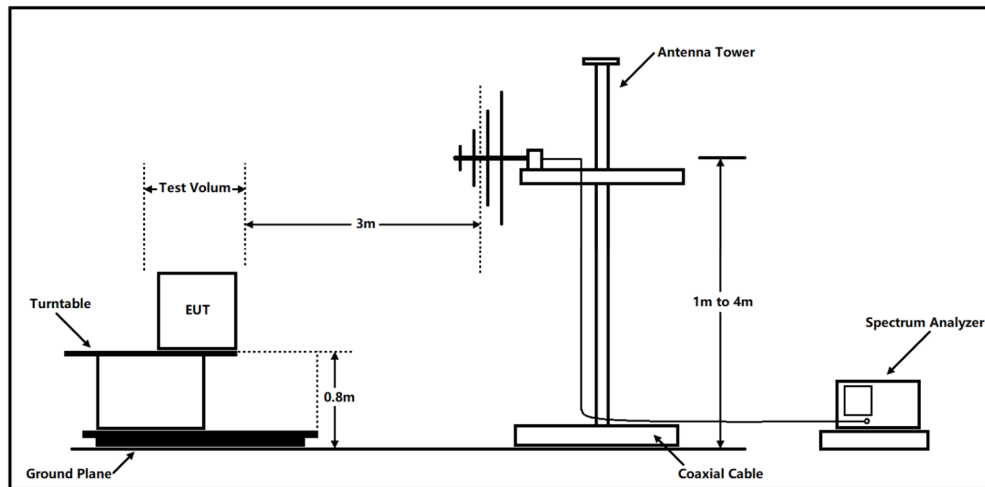 Antenna Tower
Test Volum
3m
EUT
Turntable
1m to 4m
Spectrum Analyzer
0.8m
Ground Plane
Coaxial Cable